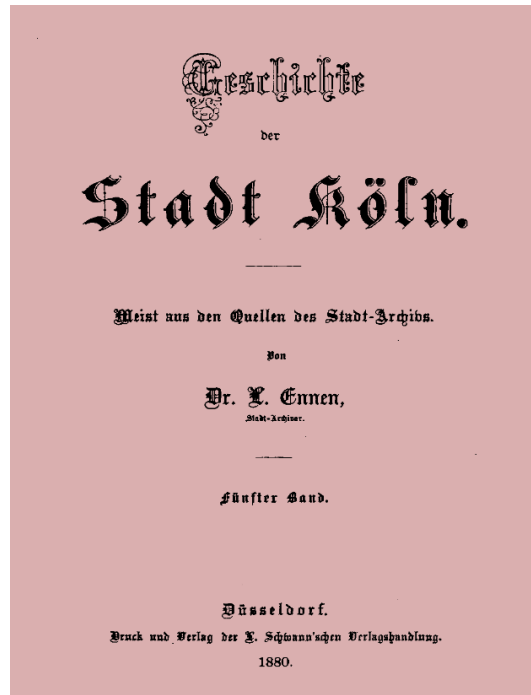 Geschichte
der
Stadt Köln.
Meist aus den Quellen des Stadt-Archivs.
Von
Dr. L. Ennen,
Stadt-Archivar.
Fünfter Band.
Düsseldorf.
Druck und Verlag der L. Schwann'schen Verlagshandlung.
1880.